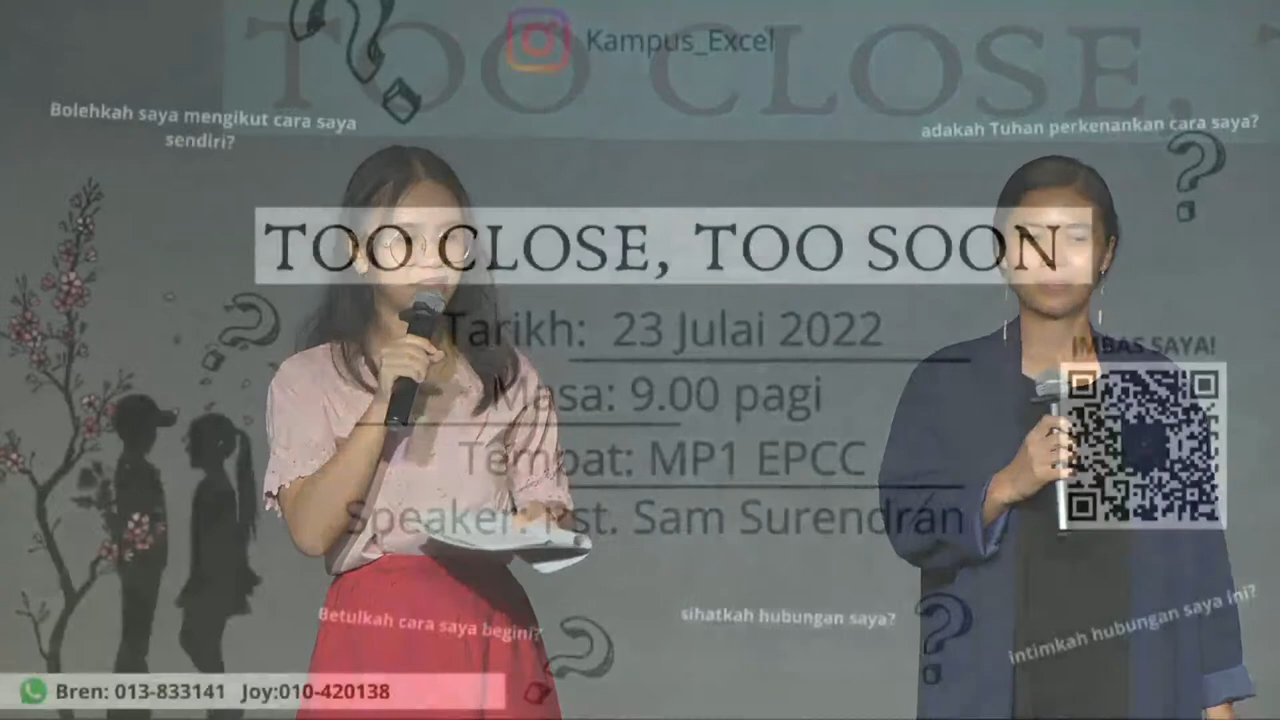 TOO CLOSE, T
Kampus_Excel
Bolehkah saya mengikut cara saya
sendiri?
adakah Tuhan perkenankan cara saya?
TOO CLOSE, TOO SOON
Tarikh: 23 Julai 2022
Masa: 9.00 pagi
Tempat: MP1 EPCC
Speaker: Pst. Sam Surendran
IMBAS SAYA!
Betulkah cara saya begini?
sihatkah hubungan saya?
intimkah hubungan saya ini?
Bren: 013-833141 Joy:010-420138